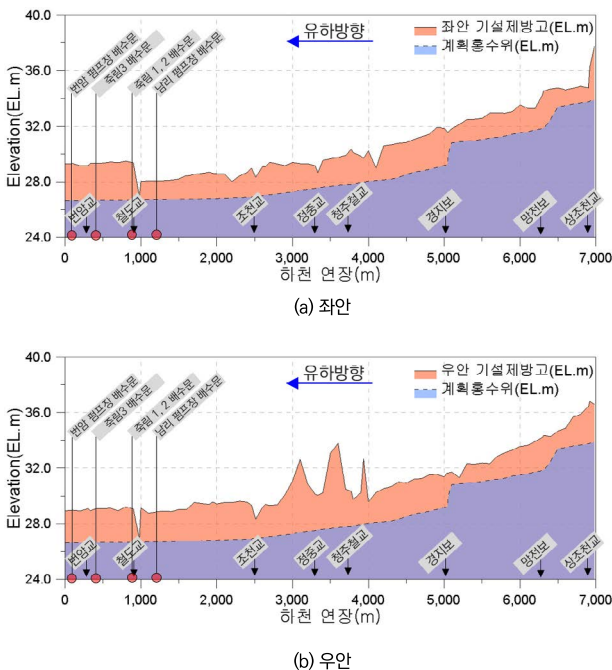 40.0
36.0
32.0
28.0
24.0
Elevation(EL.m)
유하방향
좌안 기설제방고(EL.m)
계획홍수위(EL.m)
번암 펌프장 배수문
죽림3 배수문
죽림 1, 2 배수문
남리 펌프장 배수문
번암교
철도교
조천교
정중교
청주철교
경지보
망전보
상조천교
0 1,000 2,000 3,000 4,000 5,000 6,000 7,000
하천 연장(m)
(a) 좌안
40.0
36.0
32.0
28.0
24.0
Elevation(EL.m)
유하방향
우안 기설제방고(EL.m)
계획홍수위(EL.m)
번암 펌프장 배수문
죽림3 배수문
죽림 1, 2 배수문
남리 펌프장 배수문
번암교
철도교
조천교
정중교
청주철교
경지보
망전보
상조천교
0 1,000 2,000 3,000 4,000 5,000 6,000 7,000
하천 연장(m)
(b) 우안